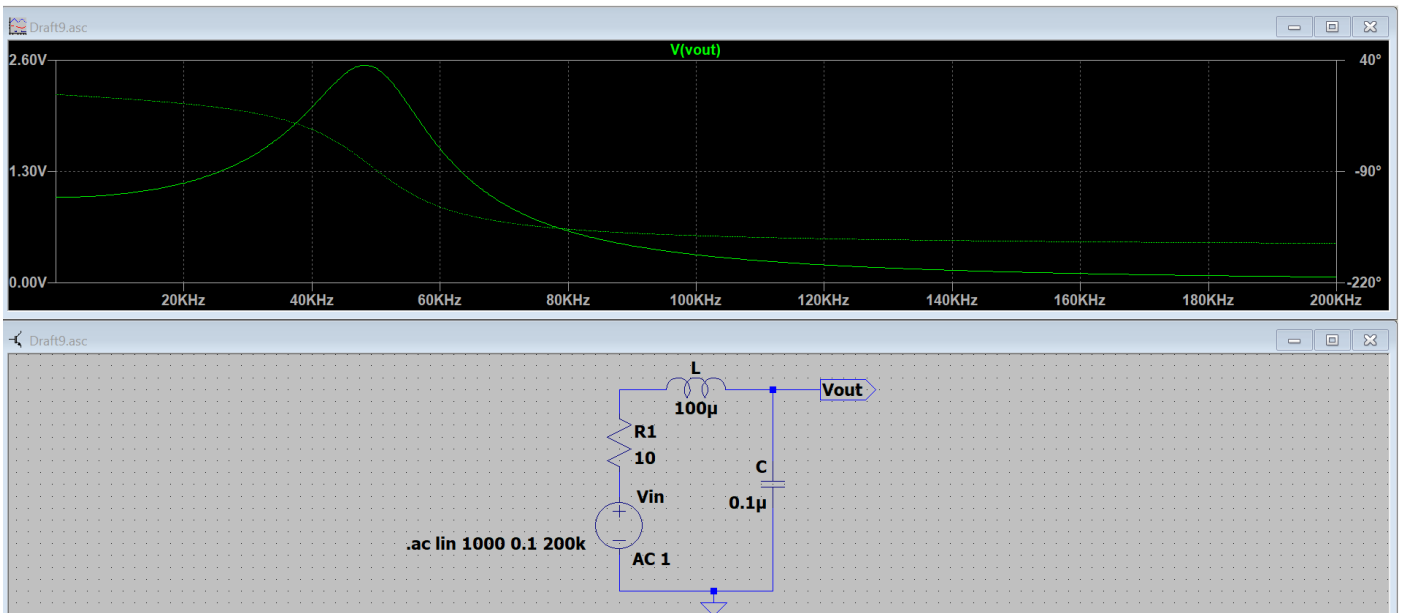 Draft9.asc
V(vout)
2.60V
40°
1.30V
-90°
0.00V
-220°
20KHz 40KHz 60KHz 80KHz 100KHz 120KHz 140KHz 160KHz 180KHz 200KHz
Draft9.asc
L
100µ
Vout
R1
10
C
0.1µ
Vin
.ac lin 1000 0.1 200k
AC 1